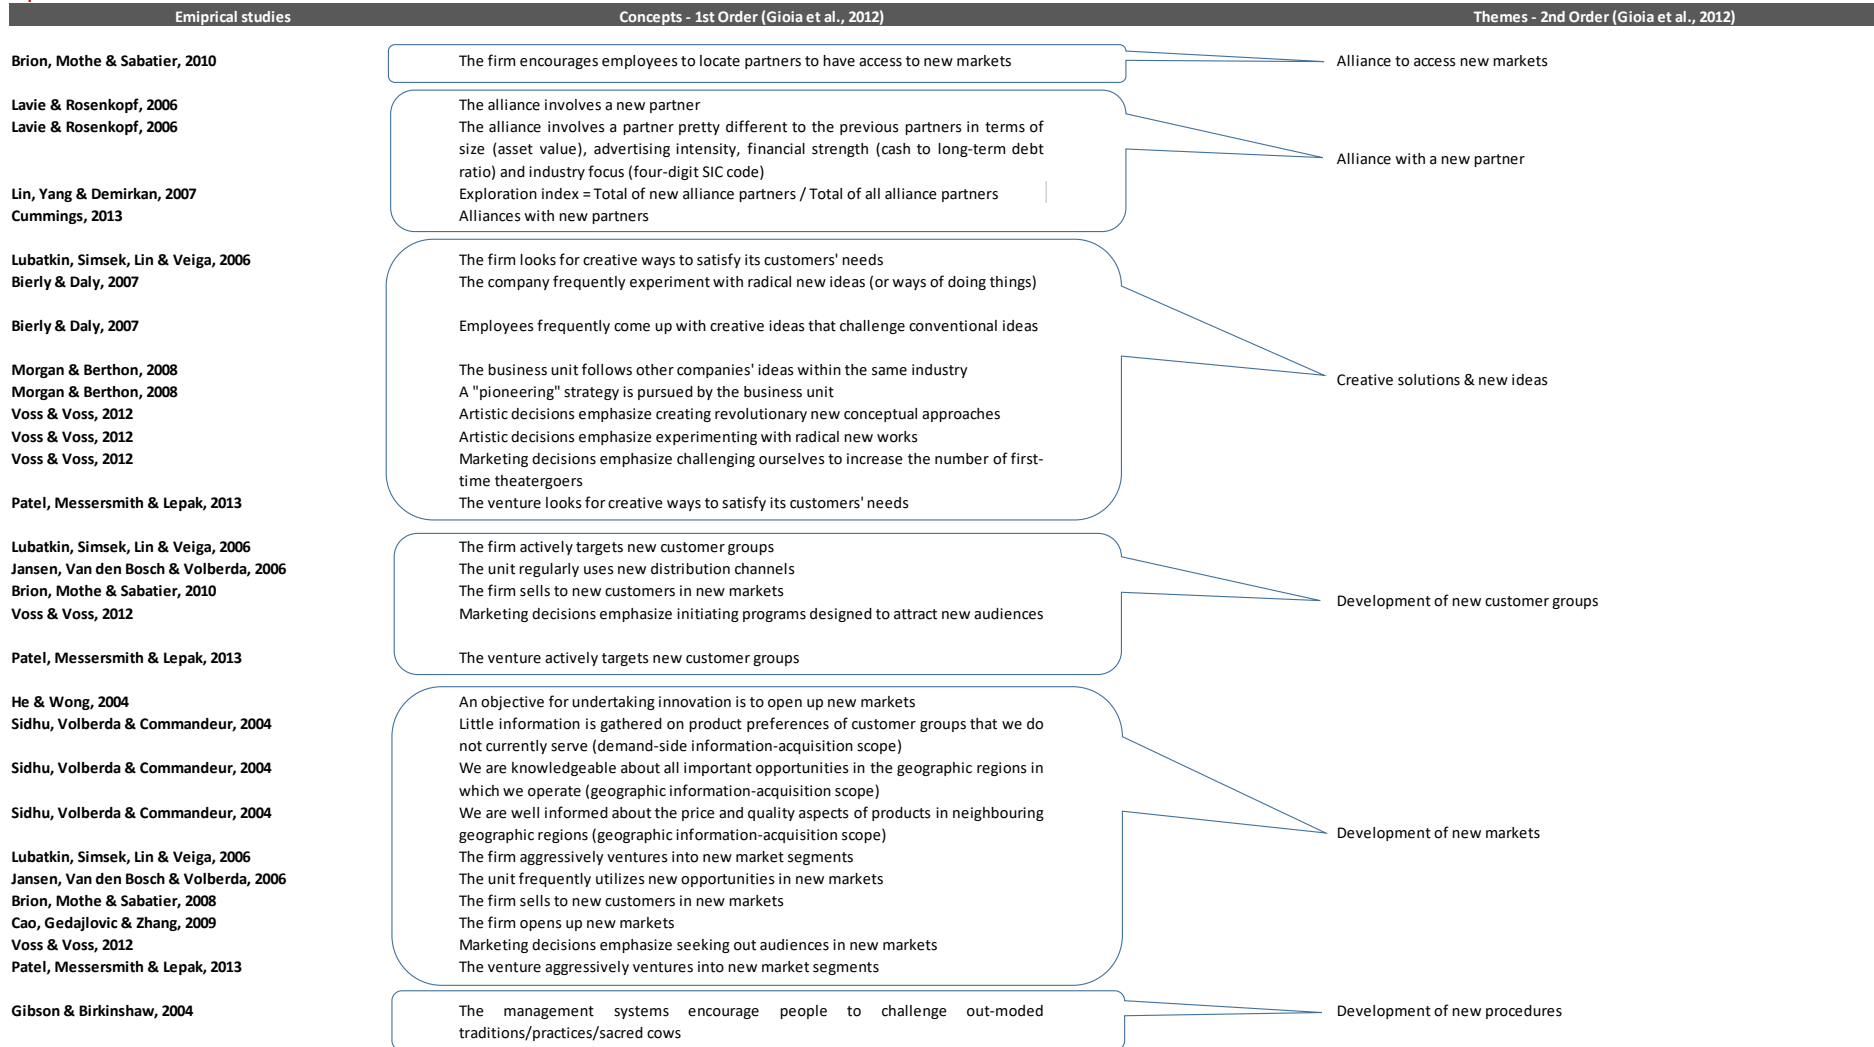 Emiprical studies Concepts - 1st Order (Gioia et al., 2012) Themes - 2nd Order (Gioia et al., 2012)
Brion, Mothe & Sabatier, 2010 The firm encourages employees to locate partners to have access to new markets Alliance to access new markets
Lavie & Rosenkopf, 2006 The alliance involves a new partner
Lavie & Rosenkopf, 2006 The alliance involves a partner pretty different to the previous partners in terms of
size (asset value), advertising intensity, financial strength (cash to long-term debt
Alliance with a new partner
ratio) and industry focus (four-digit SIC code)
Lin, Yang & Demirkan, 2007 Exploration index = Total of new alliance partners / Total of all alliance partners
Cummings, 2013 Alliances with new partners
Lubatkin, Simsek, Lin & Veiga, 2006 The firm looks for creative ways to satisfy its customers' needs
Bierly & Daly, 2007 The company frequently experiment with radical new ideas (or ways of doing things)
Bierly & Daly, 2007 Employees frequently come up with creative ideas that challenge conventional ideas
Morgan & Berthon, 2008 The business unit follows other companies' ideas within the same industry
Creative solutions & new ideas
Morgan & Berthon, 2008 A "pioneering" strategy is pursued by the business unit
Voss & Voss, 2012 Artistic decisions emphasize creating revolutionary new conceptual approaches
Voss & Voss, 2012 Artistic decisions emphasize experimenting with radical new works
Voss & Voss, 2012 Marketing decisions emphasize challenging ourselves to increase the number of first-
time theatergoers
Patel, Messersmith & Lepak, 2013 The venture looks for creative ways to satisfy its customers' needs
Lubatkin, Simsek, Lin & Veiga, 2006 The firm actively targets new customer groups
Jansen, Van den Bosch & Volberda, 2006 The unit regularly uses new distribution channels
Brion, Mothe & Sabatier, 2010 The firm sells to new customers in new markets
Development of new customer groups
Voss & Voss, 2012 Marketing decisions emphasize initiating programs designed to attract new audiences
Patel, Messersmith & Lepak, 2013 The venture actively targets new customer groups
He & Wong, 2004 An objective for undertaking innovation is to open up new markets
Sidhu, Volberda & Commandeur, 2004 Little information is gathered on product preferences of customer groups that we do
not currently serve (demand-side information-acquisition scope)
Sidhu, Volberda & Commandeur, 2004 We are knowledgeable about all important opportunities in the geographic regions in
which we operate (geographic information-acquisition scope)
Sidhu, Volberda & Commandeur, 2004 We are well informed about the price and quality aspects of products in neighbouring
geographic regions (geographic information-acquisition scope) Development of new markets
Lubatkin, Simsek, Lin & Veiga, 2006 The firm aggressively ventures into new market segments
Jansen, Van den Bosch & Volberda, 2006 The unit frequently utilizes new opportunities in new markets
Brion, Mothe & Sabatier, 2008 The firm sells to new customers in new markets
Cao, Gedajlovic & Zhang, 2009 The firm opens up new markets
Voss & Voss, 2012 Marketing decisions emphasize seeking out audiences in new markets
Patel, Messersmith & Lepak, 2013 The venture aggressively ventures into new market segments
Gibson & Birkinshaw, 2004 The management systems encourage people to challenge out-moded Development of new procedures
traditions/practices/sacred cows